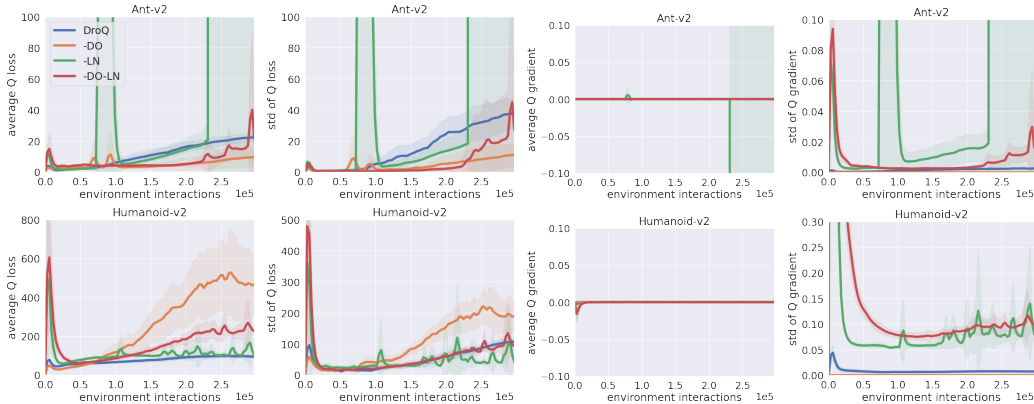 Ant-v2
average Q loss
100
80
60
40
20
0
DroQ
-DO
-LN
-DO-LN
0.0 0.5 1.0 1.5 2.0 2.5
1e5
environment interactions
Ant-v2
std of Q loss
100
80
60
40
20
0
0.0 0.5 1.0 1.5 2.0 2.5
1e5
environment interactions
Ant-v2
average Q gradient
0.10
0.05
0.00
−0.05
−0.10
0.0 0.5 1.0 1.5 2.0 2.5
1e5
environment interactions
Ant-v2
std of Q gradient
0.10
0.08
0.06
0.04
0.02
0.00
0.0 0.5 1.0 1.5 2.0 2.5
1e5
environment interactions
Humanoid-v2
average Q loss
800
600
400
200
0
0.0 0.5 1.0 1.5 2.0 2.5
1e5
environment interactions
Humanoid-v2
std of Q loss
500
400
300
200
100
0
0.0 0.5 1.0 1.5 2.0 2.5
1e5
environment interactions
Humanoid-v2
average Q gradient
0.10
0.05
0.00
−0.05
−0.10
0.0 0.5 1.0 1.5 2.0 2.5
1e5
environment interactions
Humanoid-v2
std of Q gradient
0.30
0.25
0.20
0.15
0.10
0.05
0.00
0.0 0.5 1.0 1.5 2.0 2.5
1e5
environment interactions